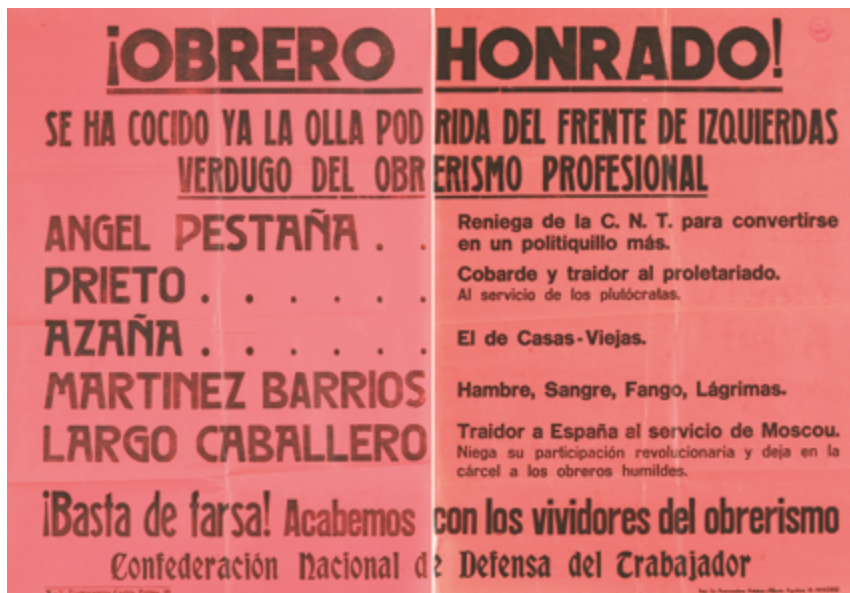 ¡OBRERO HONRADO!
SE HA COCIDO YA LA OLLA PODRIDA DEL FRENTE DE IZQUIERDAS
VERDUGO DEL OBRERISMO PROFESIONAL
ANGEL PESTAÑA . . Reniega de la C. N. T. para convertirse
en un politiquillo más.
PRIETO . . . . . . Cobarde y traidor al proletariado.
Al servicio de los plutócratas.
AZAÑA . . . . . . El de Casas-Viejas.
MARTINEZ BARRIOS Hambre, Sangre, Fango, Lágrimas.
LARGO CABALLERO Traidor a España al servicio de Moscou.
Niega su participación revolucionaria y deja en la
cárcel a los obreros humildes.
¡Basta de farsa! Acabemos con los vividores del obrerismo
Confederación Nacional de Defensa del Trabajador